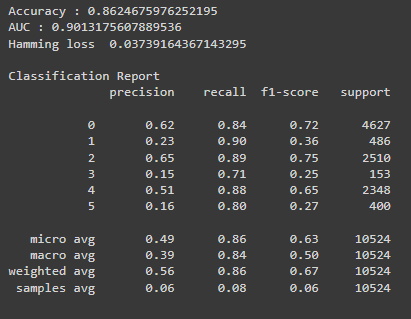 Accuracy : 0.8624675976252195
AUC : 0.9013175607889536
Hamming loss  0.03739164367143295
Classification Report
precision recall f1-score support
0 0.62 0.84 0.72 4627
1 0.23 0.90 0.36 486
2 0.65 0.89 0.75 2510
3 0.15 0.71 0.25 153
4 0.51 0.88 0.65 2348
5 0.16 0.80 0.27 400
micro avg 0.49 0.86 0.63 10524
macro avg 0.39 0.84 0.50 10524
weighted avg 0.56 0.86 0.67 10524
samples avg 0.06 0.08 0.06 10524